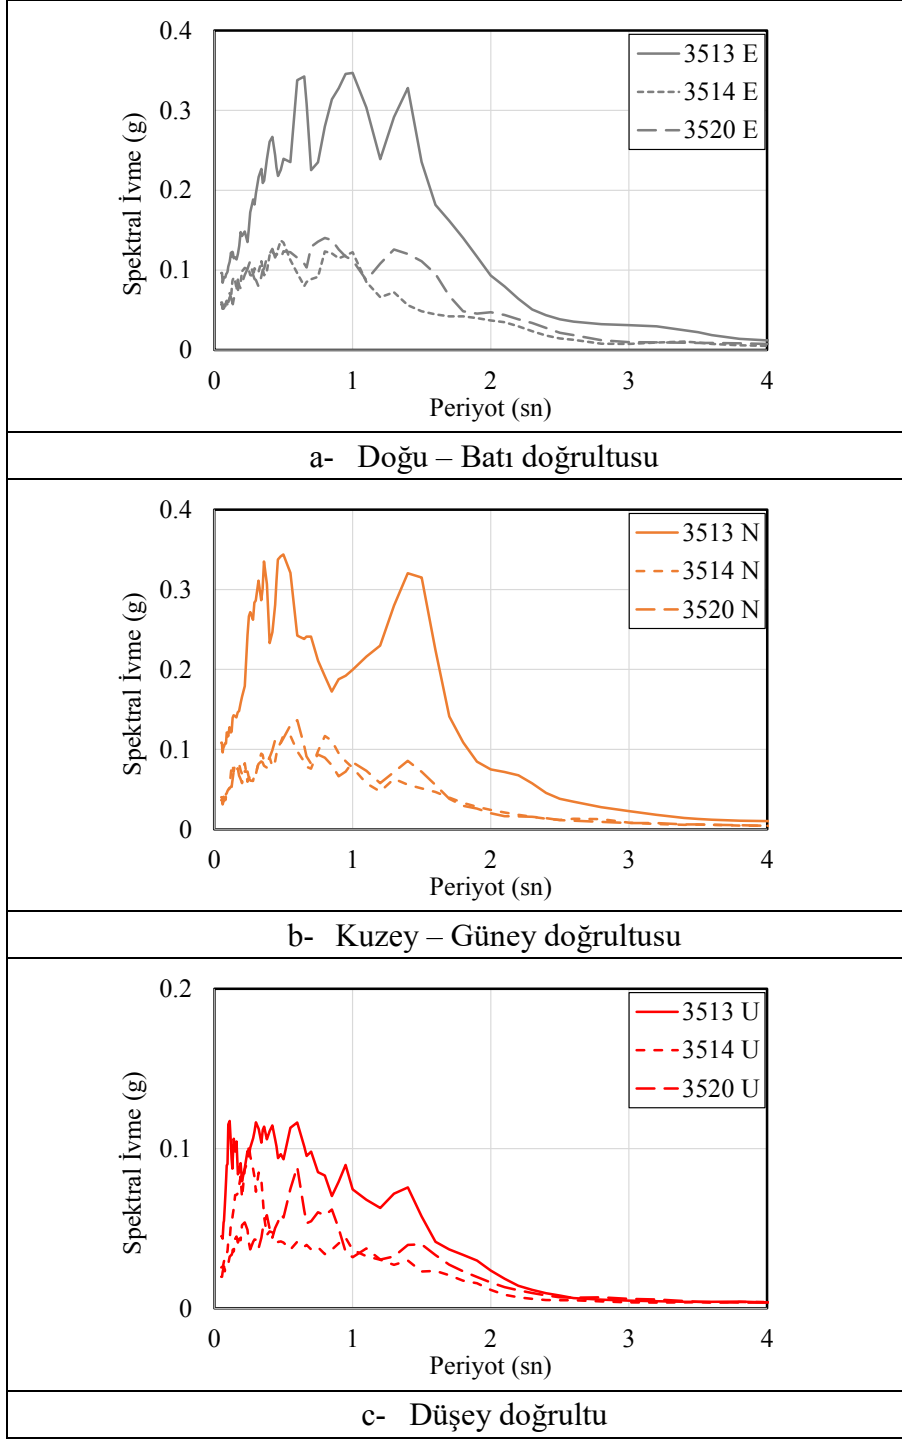 0.4
0.3
0.2
0.1
0
Spektral İvme (g)
3513 E
3514 E
3520 E
0 1 2 3 4
Periyot (sn)
a- Doğu – Batı doğrultusu
0.4
0.3
0.2
0.1
0
Spektral İvme (g)
3513 N
3514 N
3520 N
0 1 2 3 4
Periyot (sn)
b- Kuzey – Güney doğrultusu
0.2
0.1
0
Spektral İvme (g)
3513 U
3514 U
3520 U
0 1 2 3 4
Periyot (sn)
c- Düşey doğrultu